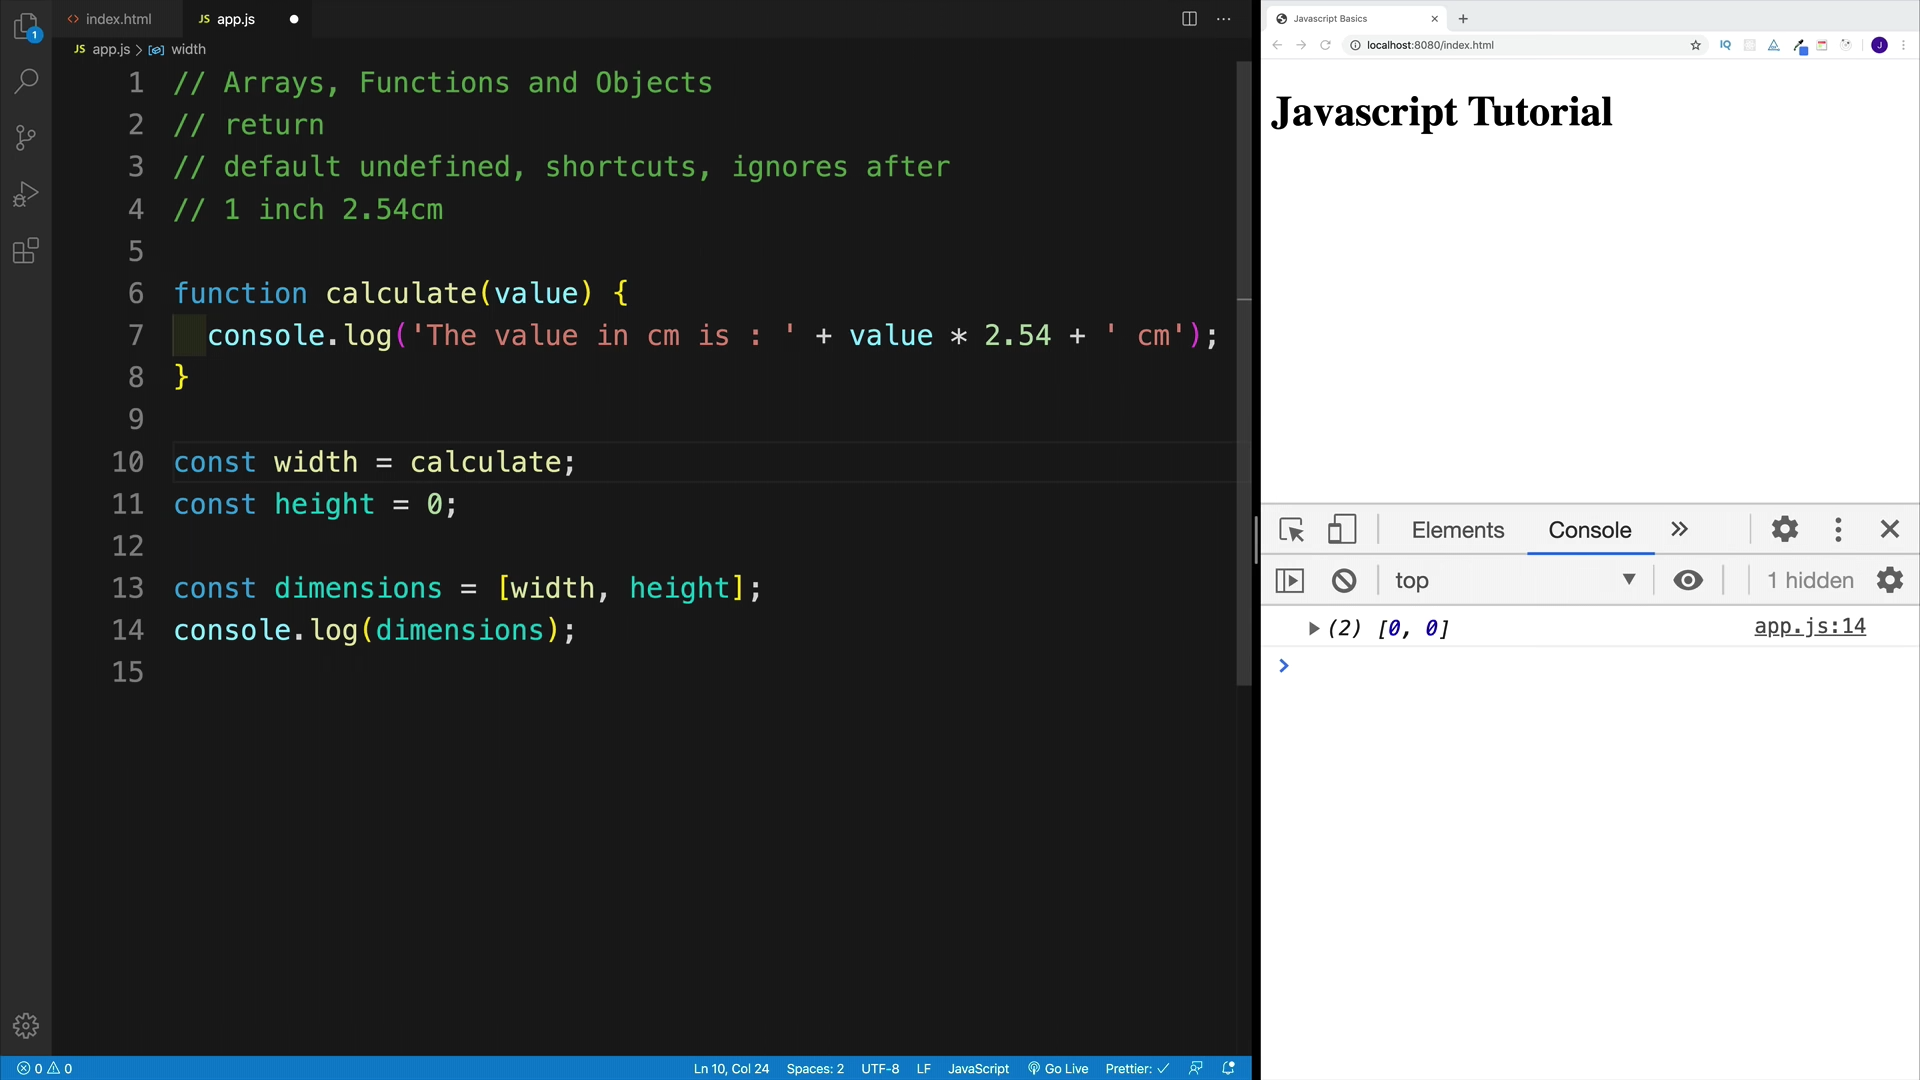 index.html
JS app.js
1
JS app.js > width
1 // Arrays, Functions and Objects
2 // return
3 // default undefined, shortcuts, ignores after
4 // 1 inch 2.54cm
5
6 function calculate(value) {
7 console.log('The value in cm is : ' + value * 2.54 + ' cm');
8 }
9
10 const width = calculate;
11 const height = 0;
12
13 const dimensions = [width, height];
14 console.log(dimensions);
15
0 0
Ln 10, Col 24 Spaces: 2 UTF-8 LF JavaScript Go Live Prettier: ✓
Javascript Basics
localhost:8080/index.html
IQ
J
Javascript Tutorial
Elements Console »
top 1 hidden
(2) [0, 0] app.js:14
>